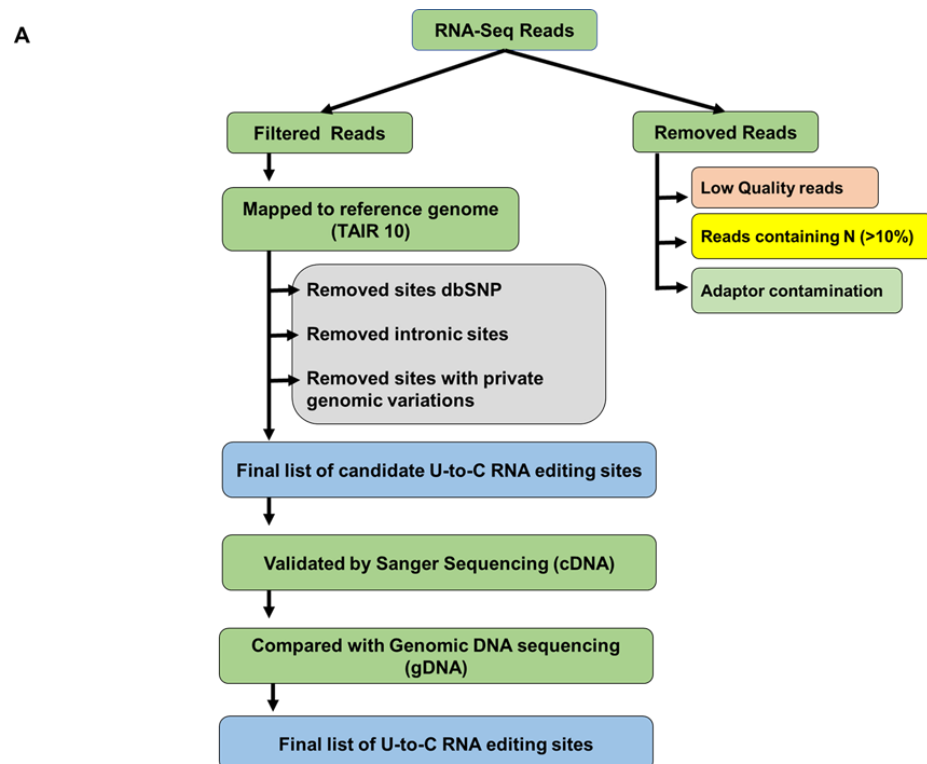 A
RNA-Seq Reads
Filtered Reads
Removed Reads
Low Quality reads
Mapped to reference genome
(TAIR 10)
Reads containing N (>10%)
Adaptor contamination
Removed sites dbSNP
Removed intronic sites
Removed sites with private
genomic variations
Final list of candidate U-to-C RNA editing sites
Validated by Sanger Sequencing (cDNA)
Compared with Genomic DNA sequencing
(gDNA)
Final list of U-to-C RNA editing sites